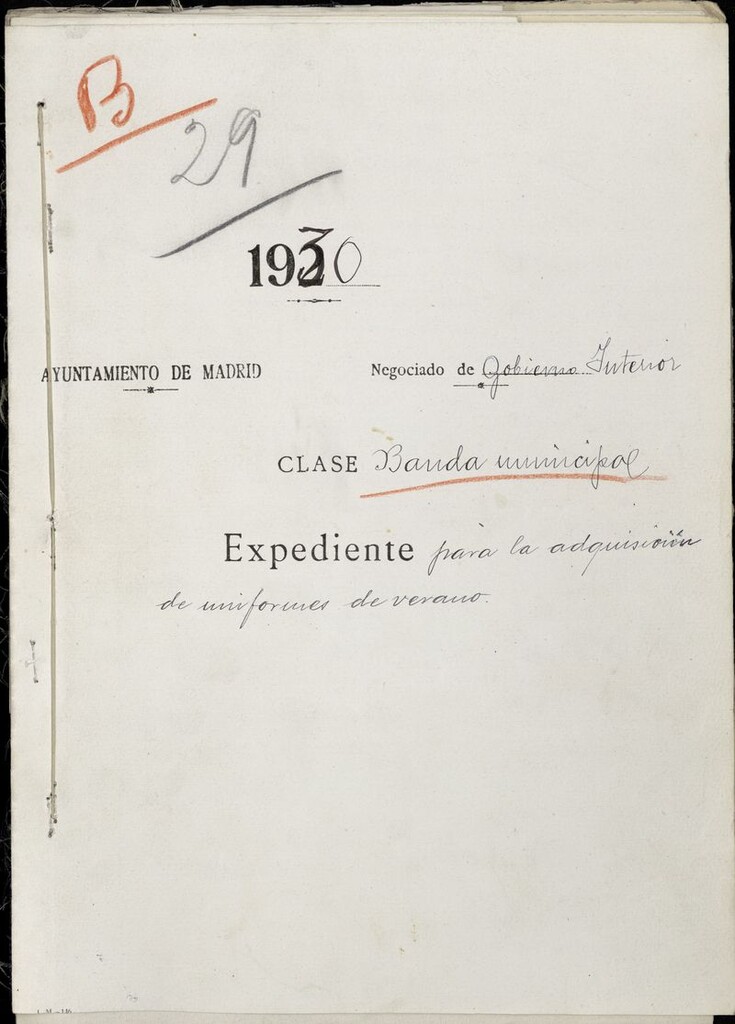 B
29
1930
AYUNTAMIENTO DE MADRID
Negociado de Gobierno Interior
CLASE Banda municipal
Expediente para la adquisición
de uniformes de verano.